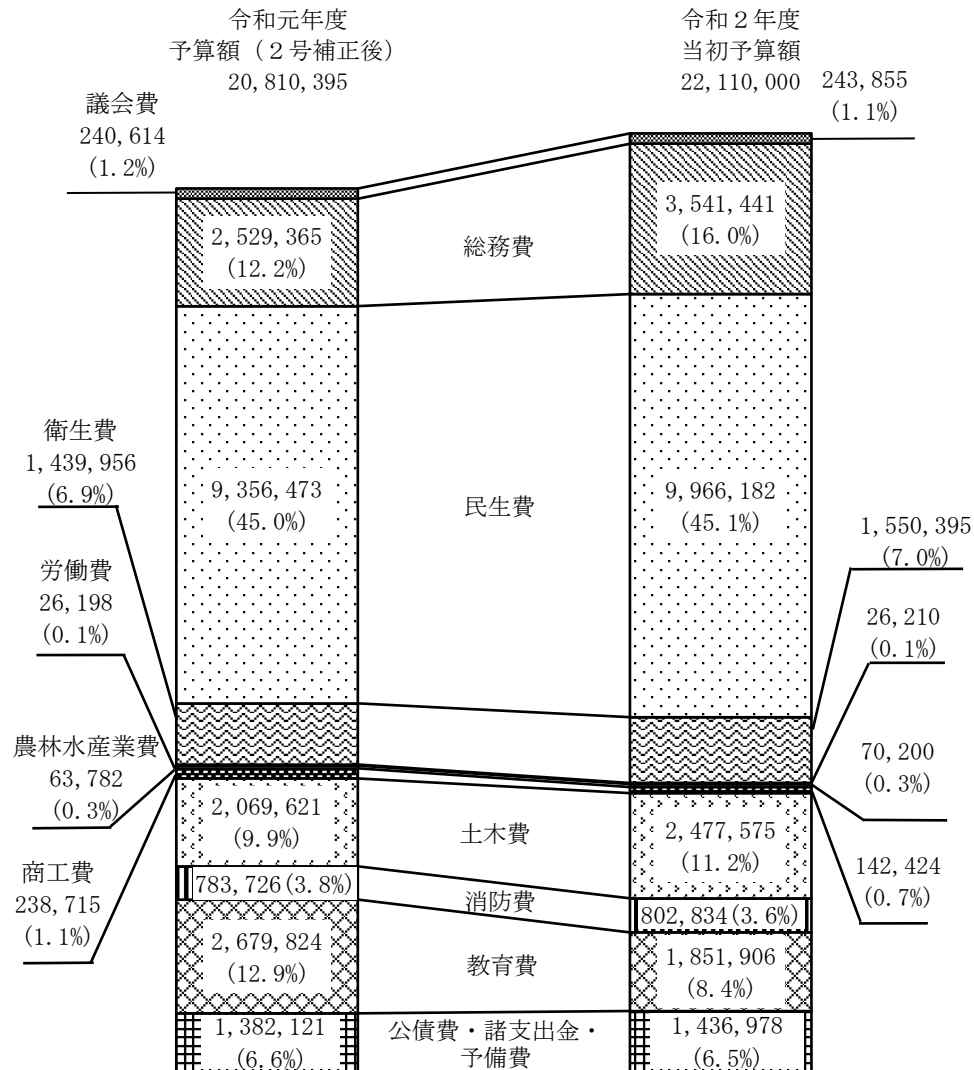 令和元年度
予算額（２号補正後）
20,810,395
令和２年度
当初予算額
22,110,000
議会費
240,614
(1.2%)
243,855
(1.1%)
2,529,365
(12.2%)
総務費
3,541,441
(16.0%)
9,356,473
(45.0%)
民生費
9,966,182
(45.1%)
衛生費
1,439,956
(6.9%)
1,550,395
(7.0%)
労働費
26,198
(0.1%)
26,210
(0.1%)
農林水産業費
63,782
(0.3%)
70,200
(0.3%)
商工費
238,715
(1.1%)
142,424
(0.7%)
2,069,621
(9.9%)
土木費
2,477,575
(11.2%)
783,726(3.8%)
消防費
802,834(3.6%)
2,679,824
(12.9%)
教育費
1,851,906
(8.4%)
1,382,121
(6.6%)
公債費・諸支出金・
予備費
1,436,978
(6.5%)